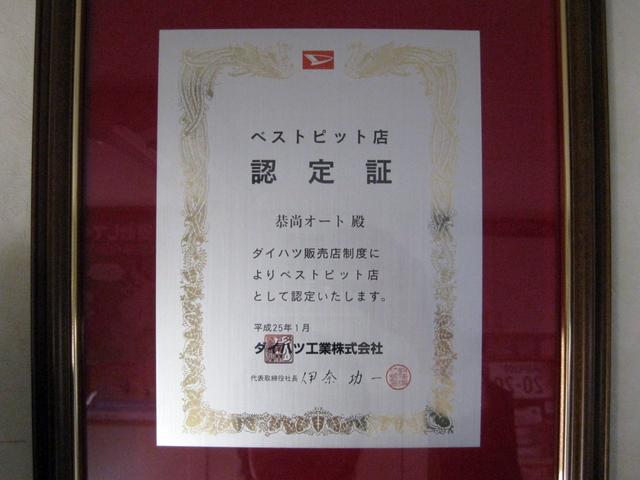 ベストピット店
認定証
恭尚オート 殿
ダイハツ販売店制度に
よりベストピット店
として認定いたします。
平成25年1月
ダイハツ工業株式会社
代表取締役社長 伊奈 功一
20-20